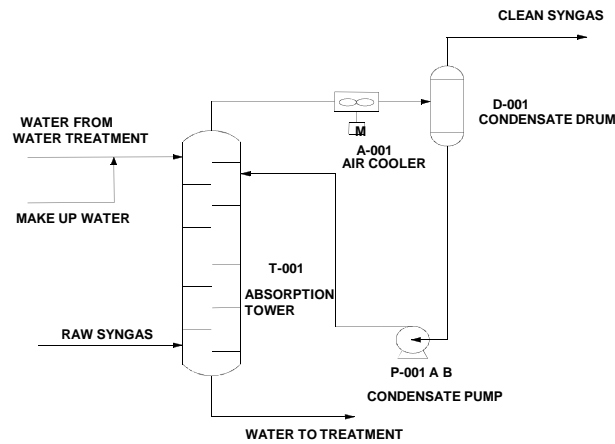 CLEAN SYNGAS
D-001
CONDENSATE DRUM
WATER FROM
WATER TREATMENT
M
A-001
AIR COOLER
MAKE UP WATER
T-001
ABSORPTION
TOWER
RAW SYNGAS
P-001 A B
CONDENSATE PUMP
WATER TO TREATMENT